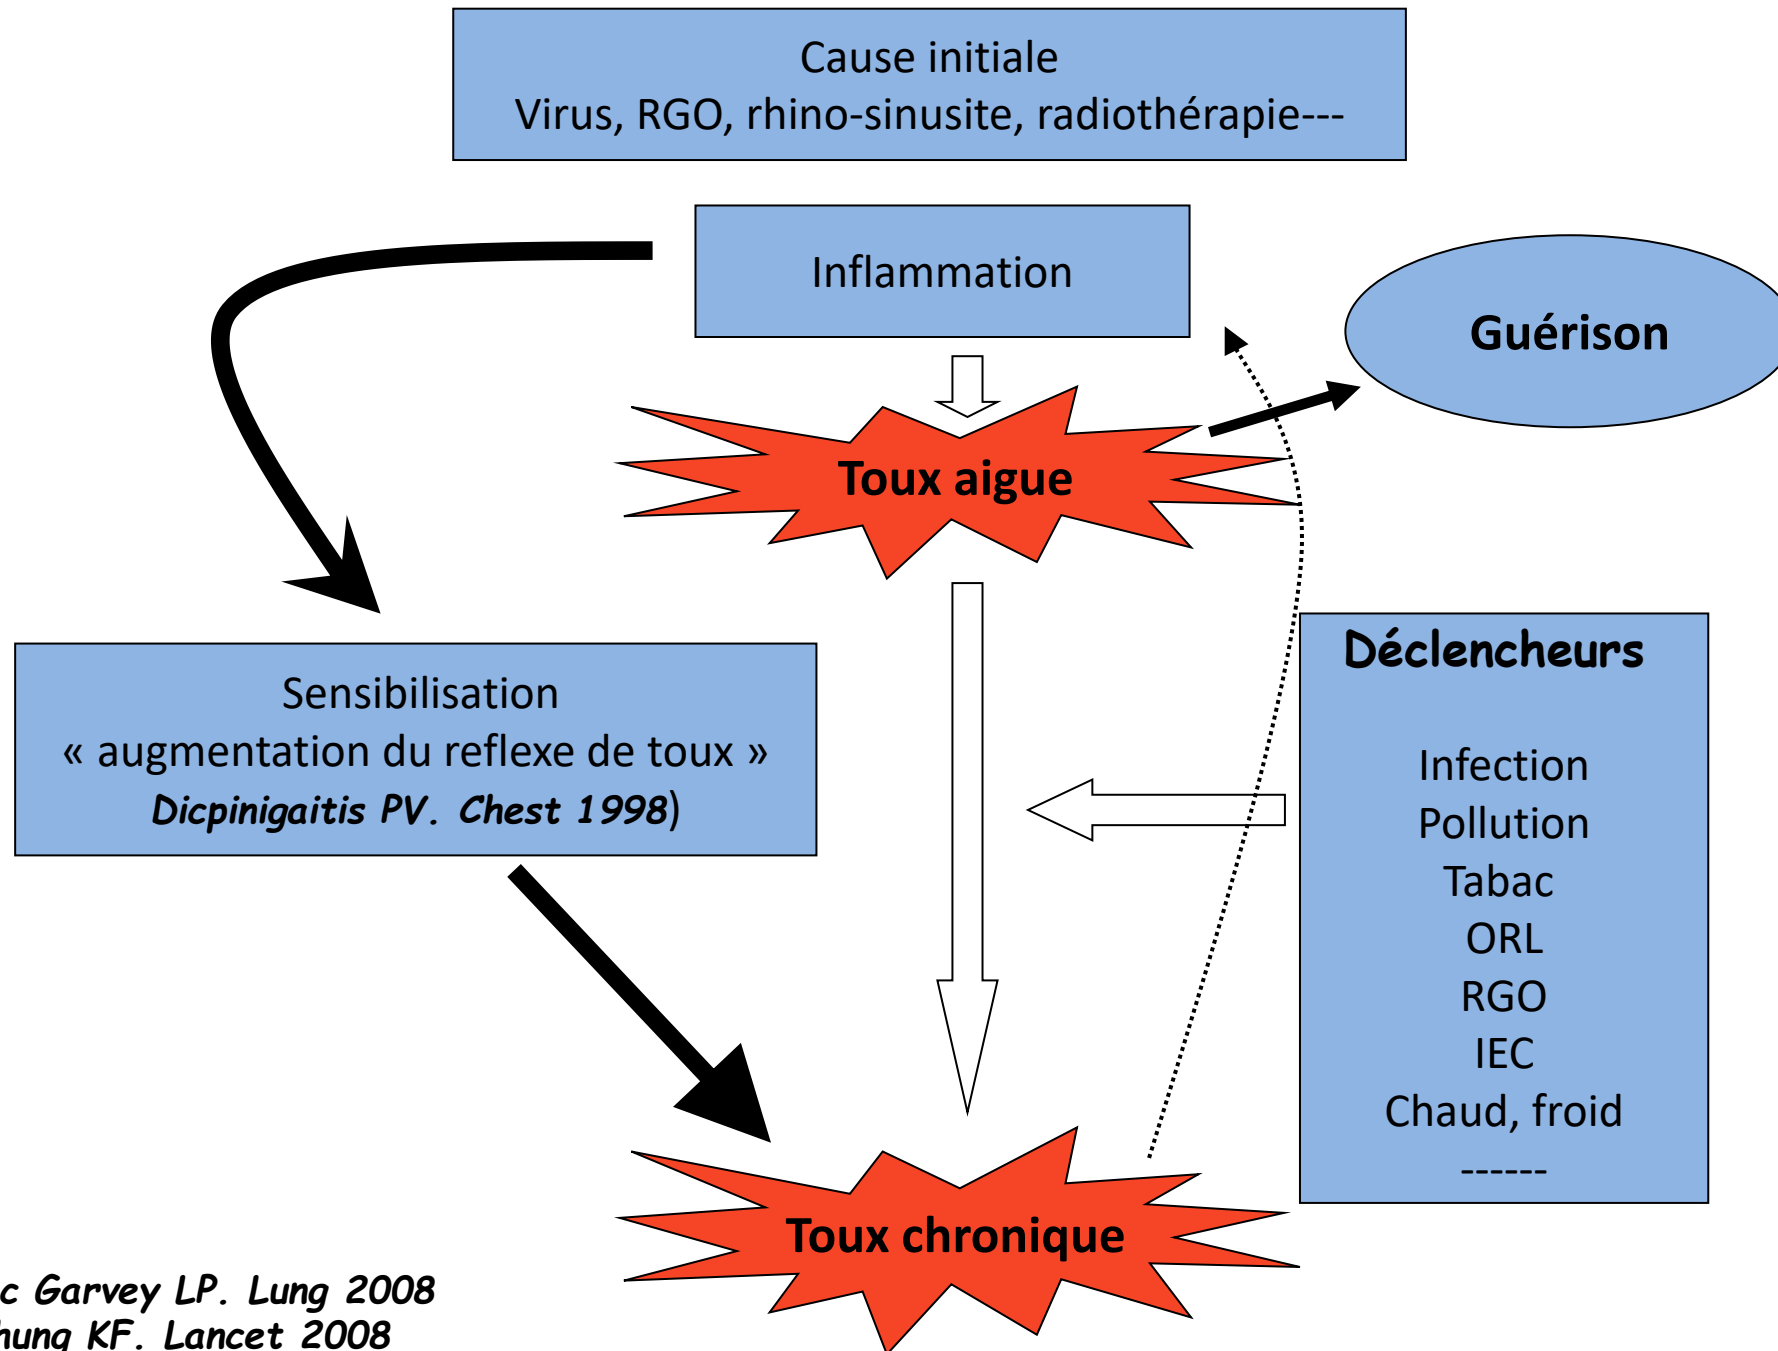 Cause initiale
Virus, RGO, rhino-sinusite, radiothérapie---
Inflammation
Guérison
Toux aigue
Sensibilisation
« augmentation du reflexe de toux »
Dicpinigaitis PV. Chest 1998)
Déclencheurs
Infection
Pollution
Tabac
ORL
RGO
IEC
Chaud, froid
------
Toux chronique
c Garvey LP. Lung 2008
hung KF. Lancet 2008